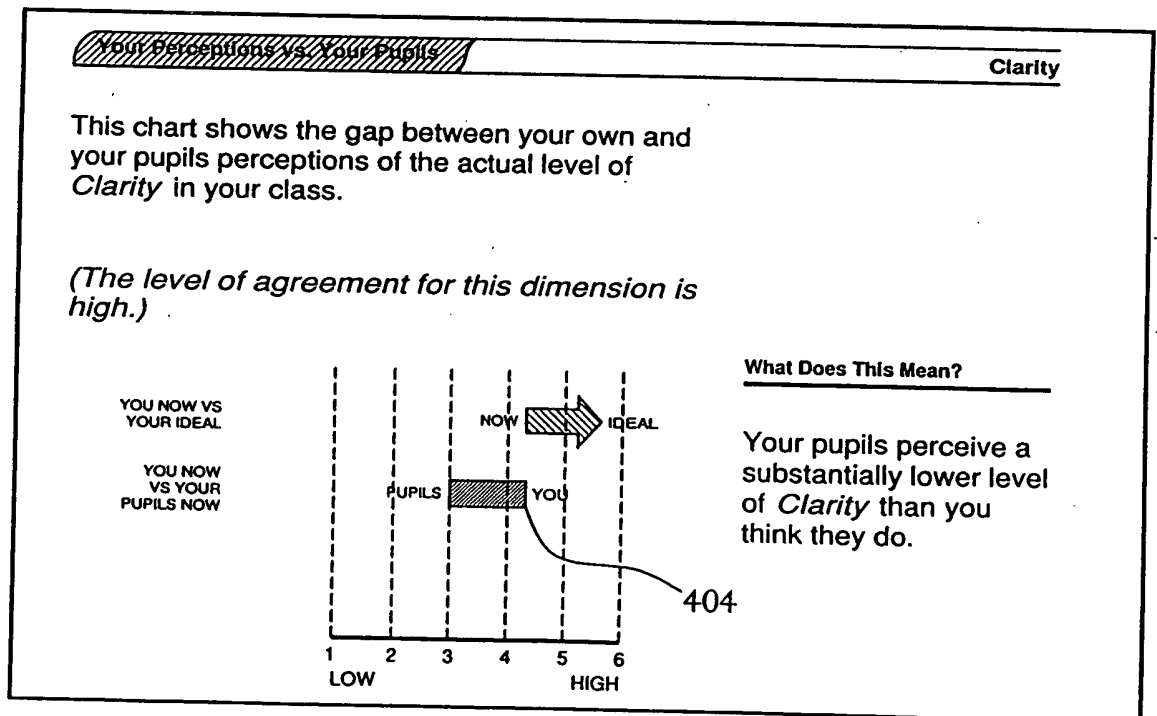 Your Perceptions vs. Your Pupils
Clarity
This chart shows the gap between your own and
your pupils perceptions of the actual level of
Clarity in your class.
(The level of agreement for this dimension is
high.)
What Does This Mean?
YOU NOW VS
YOUR IDEAL
NOW
IDEAL
YOU NOW
VS YOUR
PUPILS NOW
PUPILS
YOU
Your pupils perceive a
substantially lower level
of Clarity than you
think they do.
404
1 2 3 4 5 6
LOW HIGH